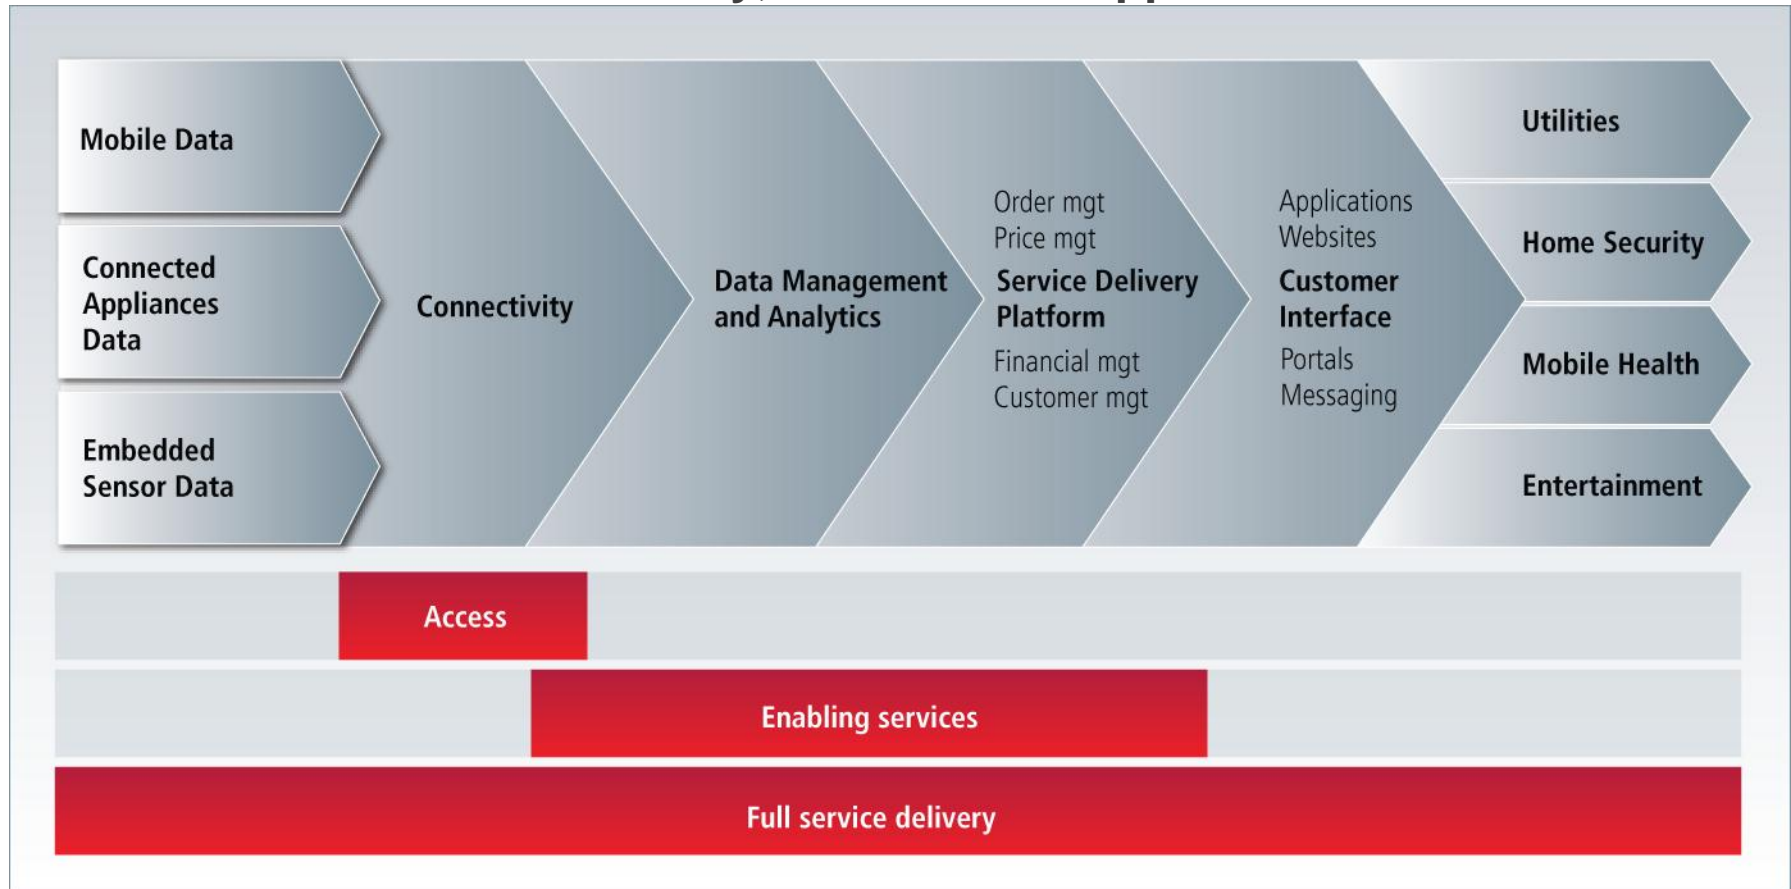 Mobile Data
Connected
Appliances
Data
Embedded
Sensor Data
Connectivity
Data Management
and Analytics
Order mgt
Price mgt
Service Delivery
Platform
Financial mgt
Customer mgt
Applications
Websites
Customer
Interface
Portals
Messaging
Utilities
Home Security
Mobile Health
Entertainment
Access
Enabling services
Full service delivery